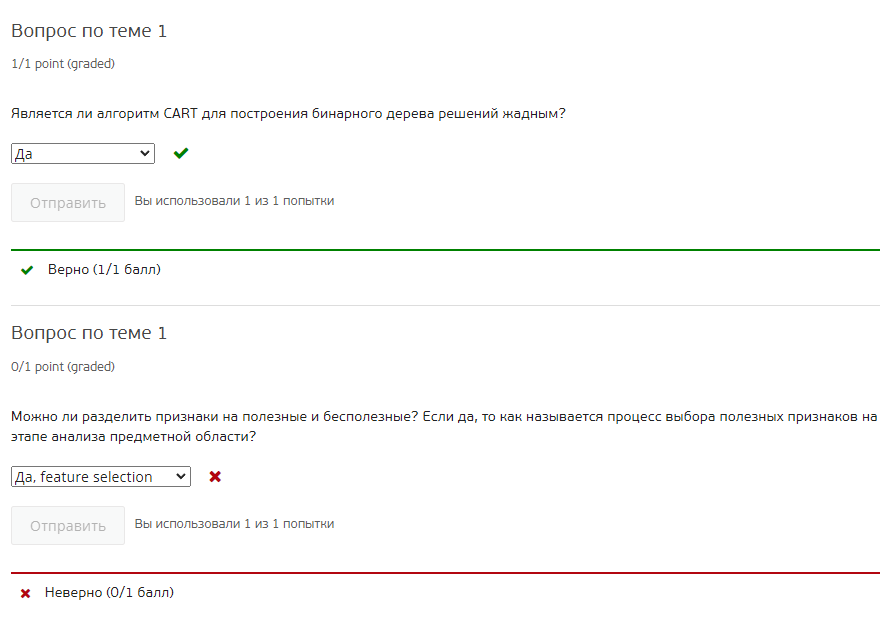 Вопрос по теме 1
1/1 point (graded)
Является ли алгоритм CART для построения бинарного дерева решений жадным?
Да
Отправить
Вы использовали 1 из 1 попытки
Верно (1/1 балл)
Вопрос по теме 1
0/1 point (graded)
Можно ли разделить признаки на полезные и бесполезные? Если да, то как называется процесс выбора полезных признаков на
этапе анализа предметной области?
Да, feature selection
Отправить
Вы использовали 1 из 1 попытки
Неверно (0/1 балл)